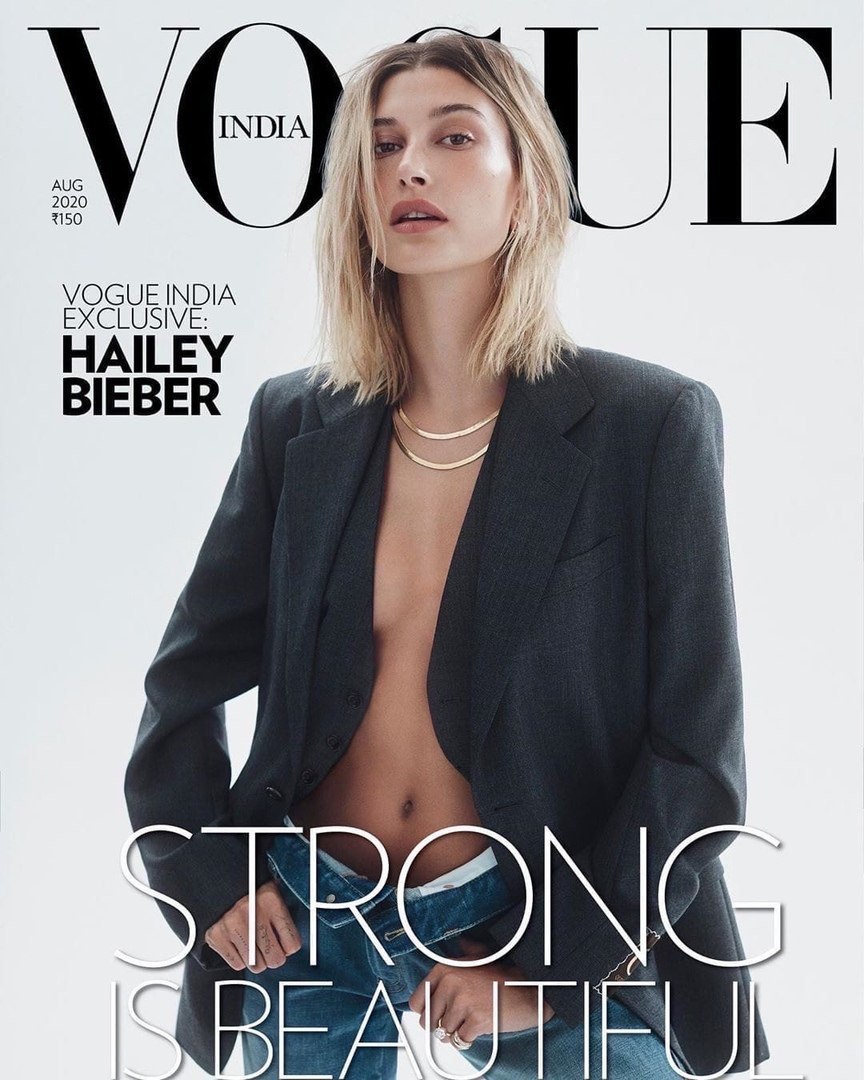 VOGUE
INDIA
AUG
2020
₹150
VOGUE INDIA
EXCLUSIVE:
HAILEY
BIEBER
STRONG
IS BEAUTIFUL